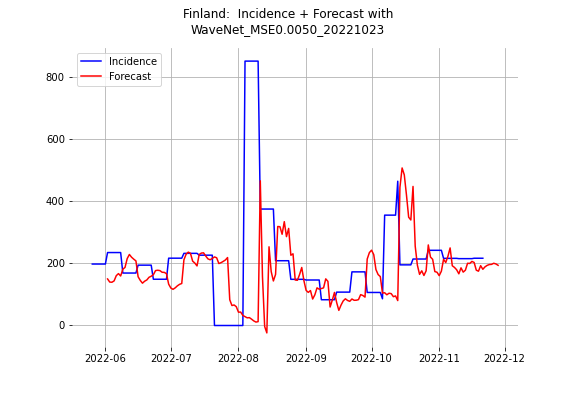 Finland:  Incidence + Forecast with
WaveNet_MSE0.0050_20221023
Incidence
Forecast
800
600
400
200
0
2022-06 2022-07 2022-08 2022-09 2022-10 2022-11 2022-12